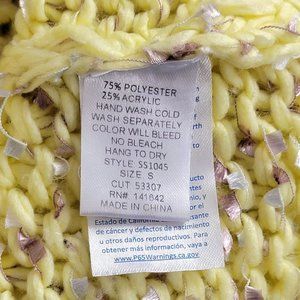 75% POLYESTER
25% ACRYLIC
HAND WASH COLD
WASH SEPARATELY
COLOR WILL BLEED
NO BLEACH
HANG TO DRY
STYLE SS1045
SIZE S
CUT 53307
RN# 141642
MADE IN CHINA
Estado de California
de cáncer y defectos de nacimiento
u otros daños reproductivos. Para
obtener más información, vaya a
www.P65Warnings.ca.gov